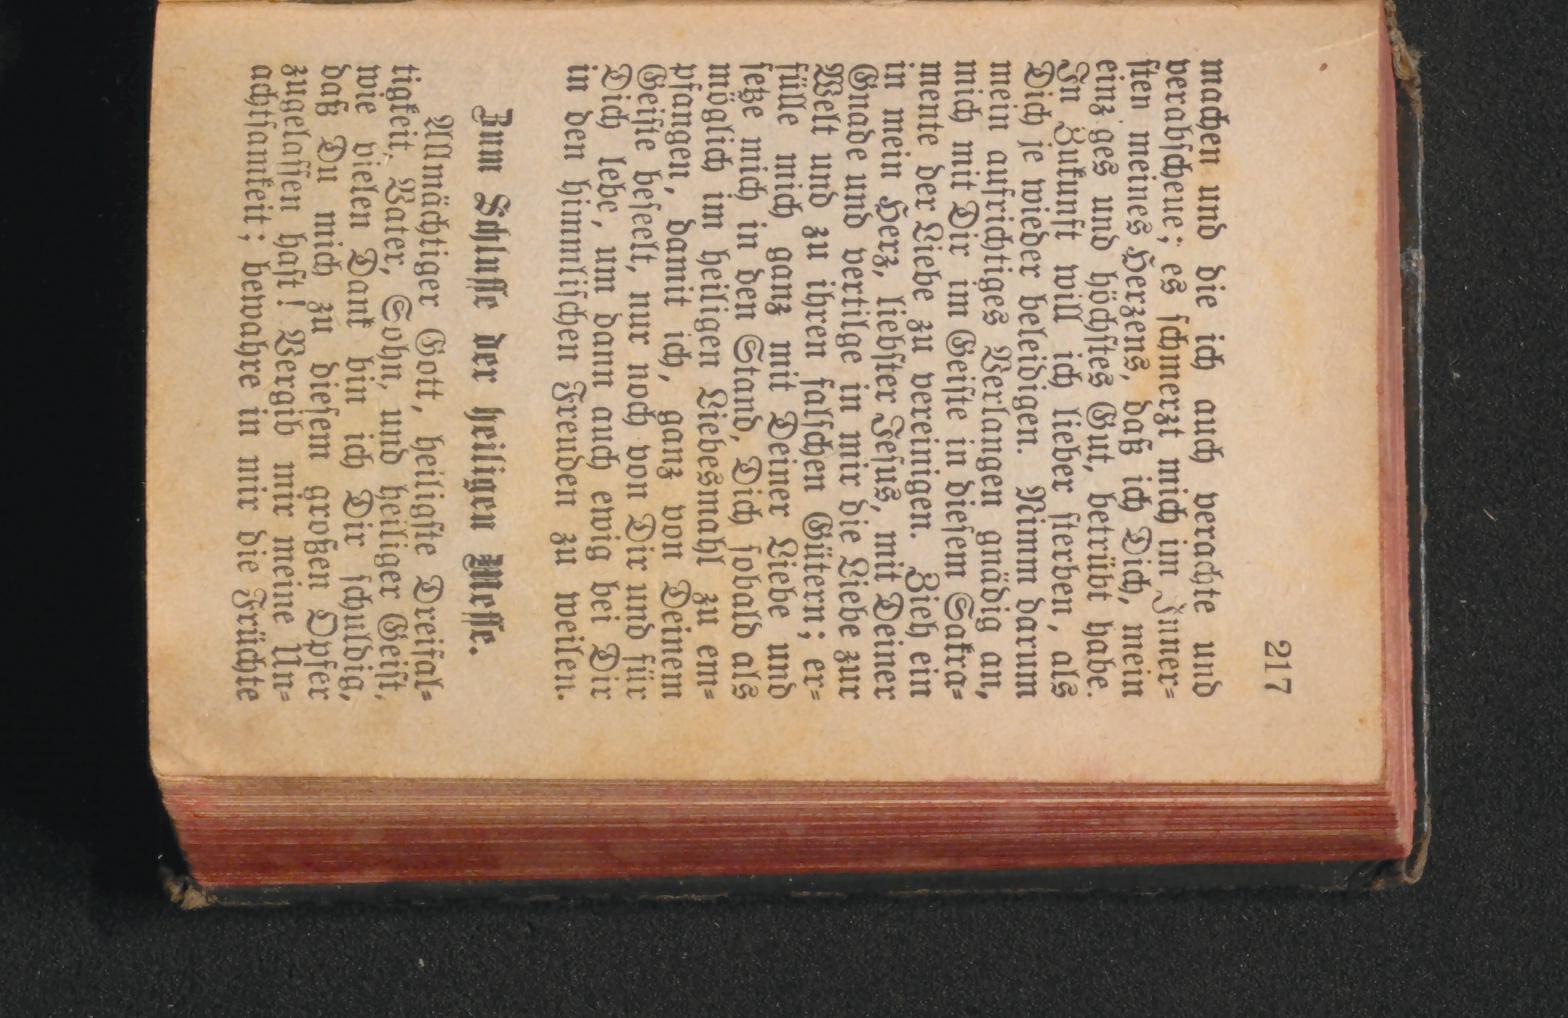 217
machen und die ich auch verachte und
verabscheue; es schmerzt mich im Inner-
sten meines Herzens, daß ich Dich, mein
ein ges und höchstes Gut, betrübt habe.
In Zukunft will ich lieber sterben, als
Dich je wieder beleidigen. Nimm darum
mein aufrichtiges Verlangen gnädig an,
mich mit Dir im Geiste in dessen Sakra-
mente der Liebe zu vereinigen. Zieh ein
in mein Herz, liebster Jesus, mit Deiner
Gnade und vertilge in mir die Liebe zur
Welt und zu ihren falschen Gütern; er-
fülle mich ganz mit Deiner Liebe, und
setze mich in den Stand, Dich sobald als
möglich im heiliger Liebesmahl zu em-
pfangen, damit ich, ganz von Deinem
Geiste beseelt, nur noch von Dir und für
Dich lebe, um dann auch ewig bei Dir
in den himmlischen Freuden zu weilen.
Zum Schlusse der heiligen Messe.
Allmächtiger Gott, heiligste Dreifal-
tigkeit. Vater, Sohn, und heiliger Geist,
wie vielen Dank bin ich Dir schuldig,
daß Du mich zu diesem großen Opfer
zugelassen hast! Vergib mir meine Un-
achtsamkeit; bewahre in mir die Früchte